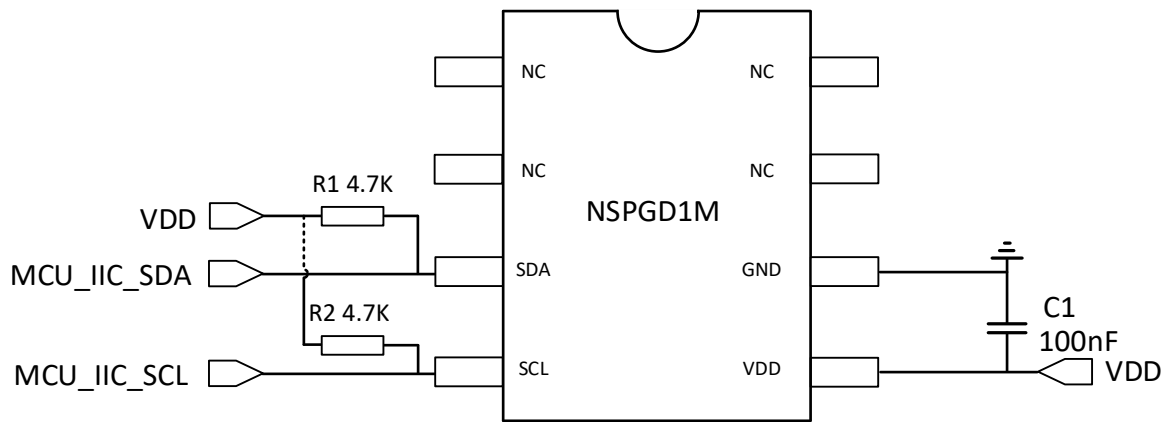 NC
NC
NC
NC
R1 4.7K
VDD
NSPGD1M
MCU_IIC_SDA
SDA
GND
R2 4.7K
C1
100nF
MCU_IIC_SCL
SCL
VDD
VDD